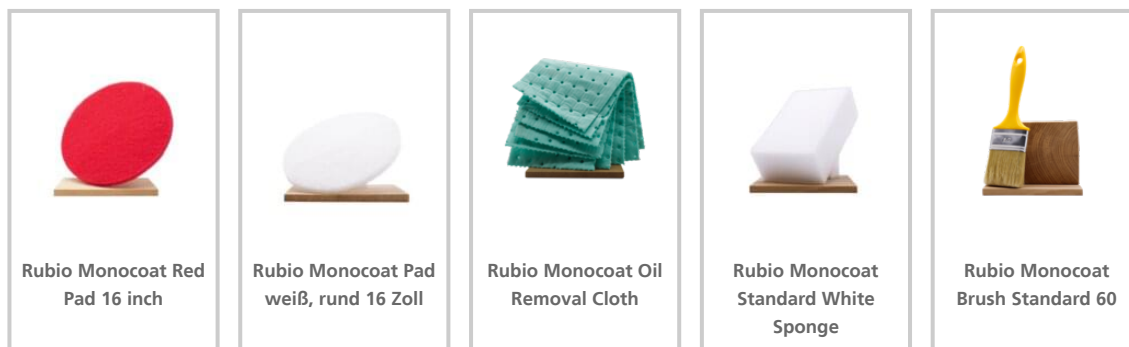 Rubio Monocoat Red
Pad 16 inch
Rubio Monocoat Pad
weiß, rund 16 Zoll
Rubio Monocoat Oil
Removal Cloth
Rubio Monocoat
Standard White
Sponge
Rubio Monocoat
Brush Standard 60